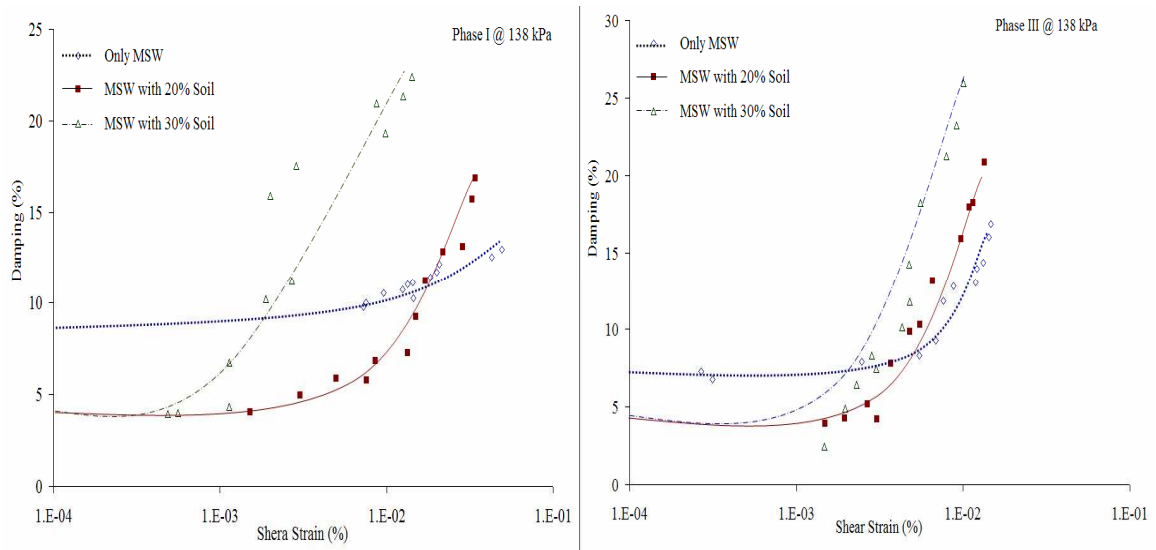 Phase I @ 138 kPa
Only MSW
MSW with 20% Soil
MSW with 30% Soil
Damping (%)
25
20
15
10
5
0
1.E-04
1.E-03
1.E-02
1.E-01
Shera Strain (%)
Phase III @ 138 kPa
Only MSW
MSW with 20% Soil
MSW with 30% Soil
Damping (%)
30
25
20
15
10
5
0
1.E-04
1.E-03
1.E-02
1.E-01
Shear Strain (%)